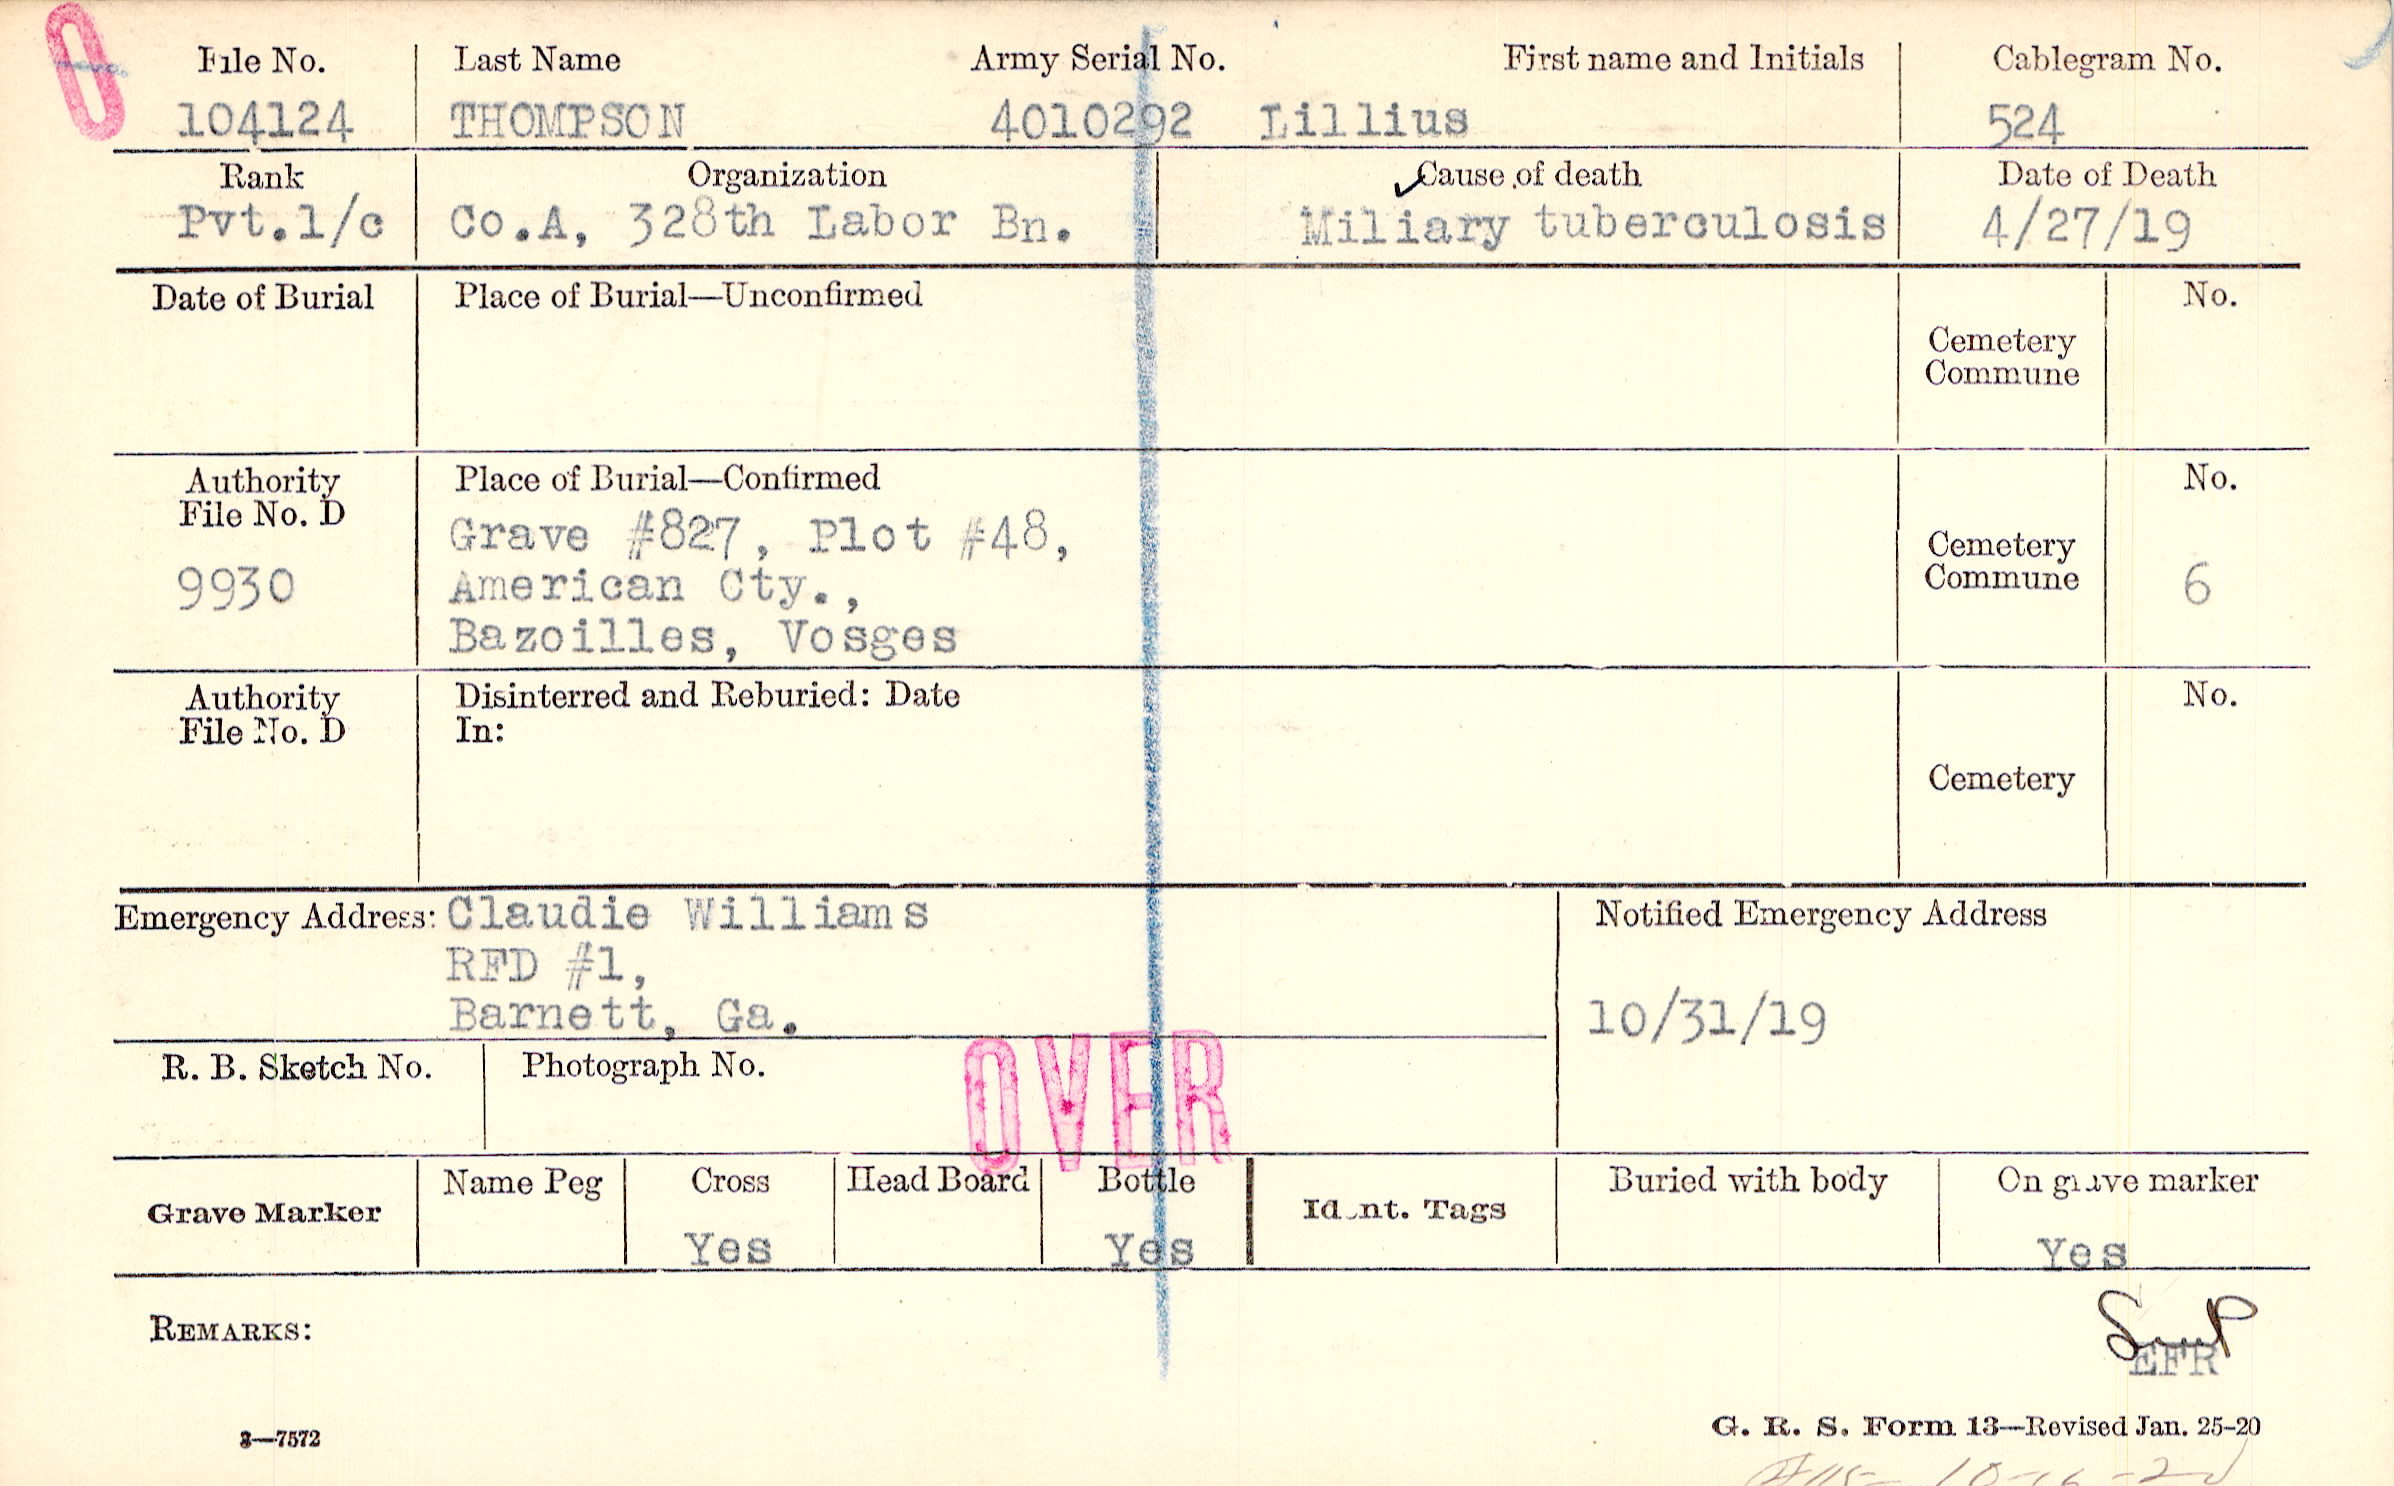 O
File No. Last Name Army Serial No. First name and Initials Cablegram No.
104124 THOMPSON 4010292 Lillius 524
Rank Organization Cause of death Date of Death
Pvt.1/c Co.A, 328th Labor Bn. Miliary tuberculosis 4/27/19
Date of Burial Place of Burial—Unconfirmed No.
Cemetery
Commune
Authority Place of Burial—Confirmed No.
File No. D
Grave #827, Plot #48,
9930 American Cty., Cemetery
Commune 6
Bazoilles, Vosges
Authority Disinterred and Reburied: Date No.
File No. D In:
Cemetery
Emergency Address: Claudie Williams Notified Emergency Address
RFD #1,
Barnett, Ga. 10/31/19
R. B. Sketch No. Photograph No.
OVER
Grave Marker Name Peg Cross Head Board Bottle Ident. Tags Buried with body On grave marker
Yes Yes Yes
REMARKS:
EFR
3—7572 G. R. S. Form 13—Revised Jan. 25-20